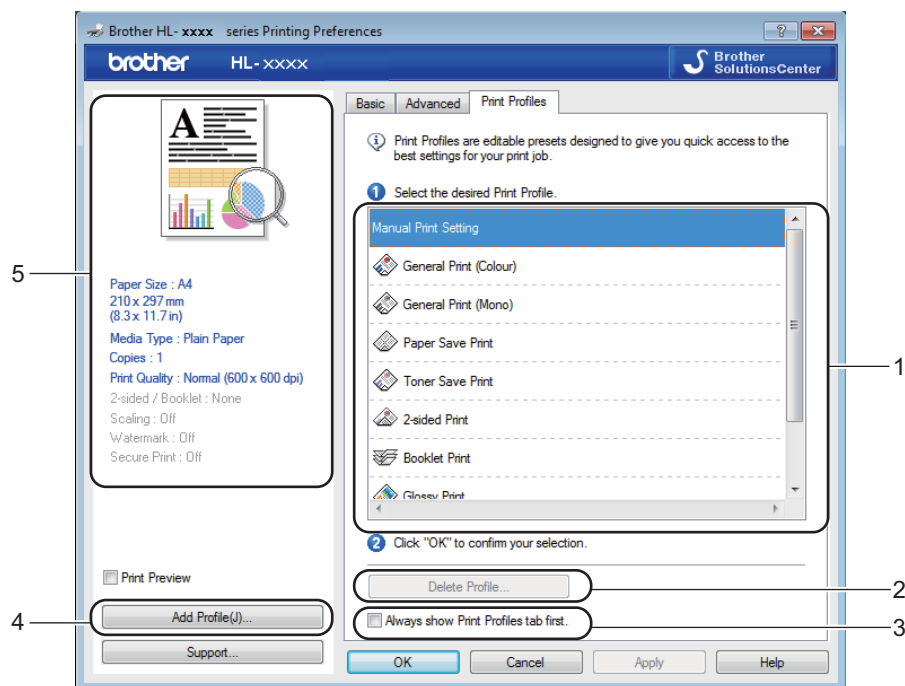 Brother HL- xxxx series Printing Preferences
brother HL-xxxx
Brother
SolutionsCenter
A
Paper Size : A4
210 x 297 mm
(8.3 x 11.7 in)
Media Type : Plain Paper
Copies : 1
Print Quality : Normal (600 x 600 dpi)
2-sided / Booklet : None
Scaling : Off
Watermark : Off
Secure Print : Off
Print Preview
Add Profile(J)...
Support...
Basic Advanced Print Profiles
Print Profiles are editable presets designed to give you quick access to the
best settings for your print job.
1 Select the desired Print Profile.
Manual Print Setting
General Print (Colour)
General Print (Mono)
Paper Save Print
Toner Save Print
2-sided Print
Booklet Print
Glossy Print
2 Click "OK" to confirm your selection.
Delete Profile...
Always show Print Profiles tab first.
OK Cancel Apply Help
1
2
3
4
5